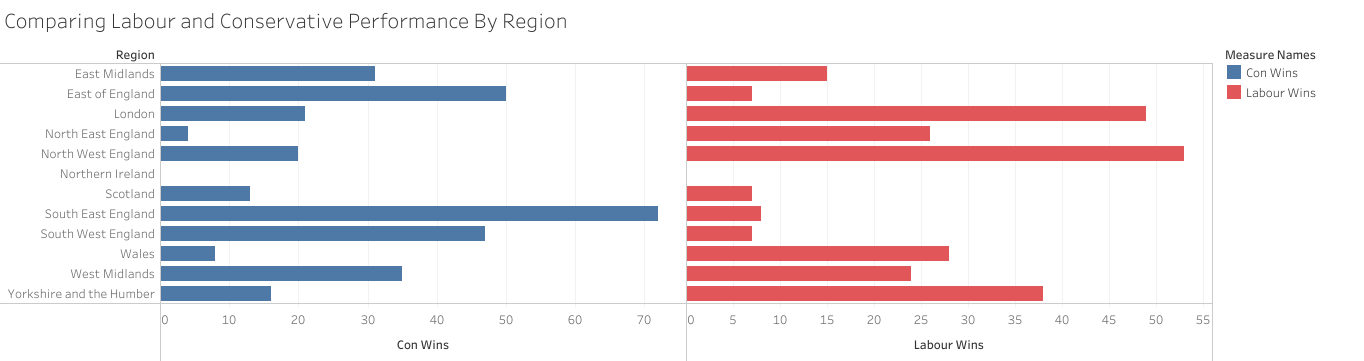 Comparing Labour and Conservative Performance By Region
Region
Measure Names
East Midlands
Con Wins
East of England
Labour Wins
London
North East England
North West England
Northern Ireland
Scotland
South East England
South West England
Wales
West Midlands
Yorkshire and the Humber
0 10 20 30 40 50 60 70 0 5 10 15 20 25 30 35 40 45 50 55
Con Wins Labour Wins